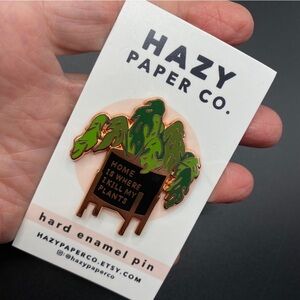 HAZY
PAPER CO.
HOME
IS WHERE
I KILL MY
PLANTS
hard enamel pin
HAZYPAPERCO.ETSY.COM
@hazypaperco